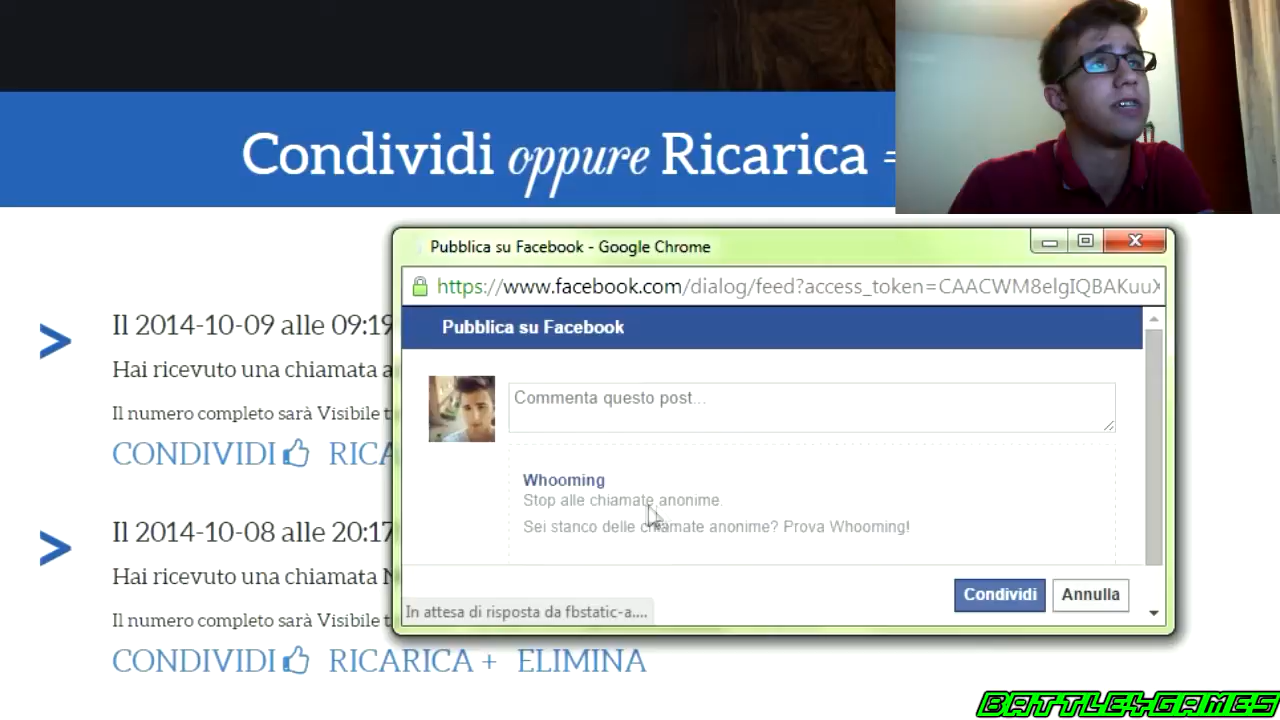 Condividi oppure Ricarica =
Pubblica su Facebook - Google Chrome
https://www.facebook.com/dialog/feed?access_token=CAACWM8elgIQBAKuuX
Pubblica su Facebook
Commenta questo post...
Whooming
Stop alle chiamate anonime.
Sei stanco delle chiamate anonime? Prova Whooming!
Condividi
Annulla
In attesa di risposta da fbstatic-a....
> Il 2014-10-09 alle 09:19
Hai ricevuto una chiamata a
Il numero completo sarà Visibile t
CONDIVIDI RICA
> Il 2014-10-08 alle 20:17
Hai ricevuto una chiamata N
Il numero completo sarà Visibile
CONDIVIDI RICARICA + ELIMINA
BATTLE4GAMES